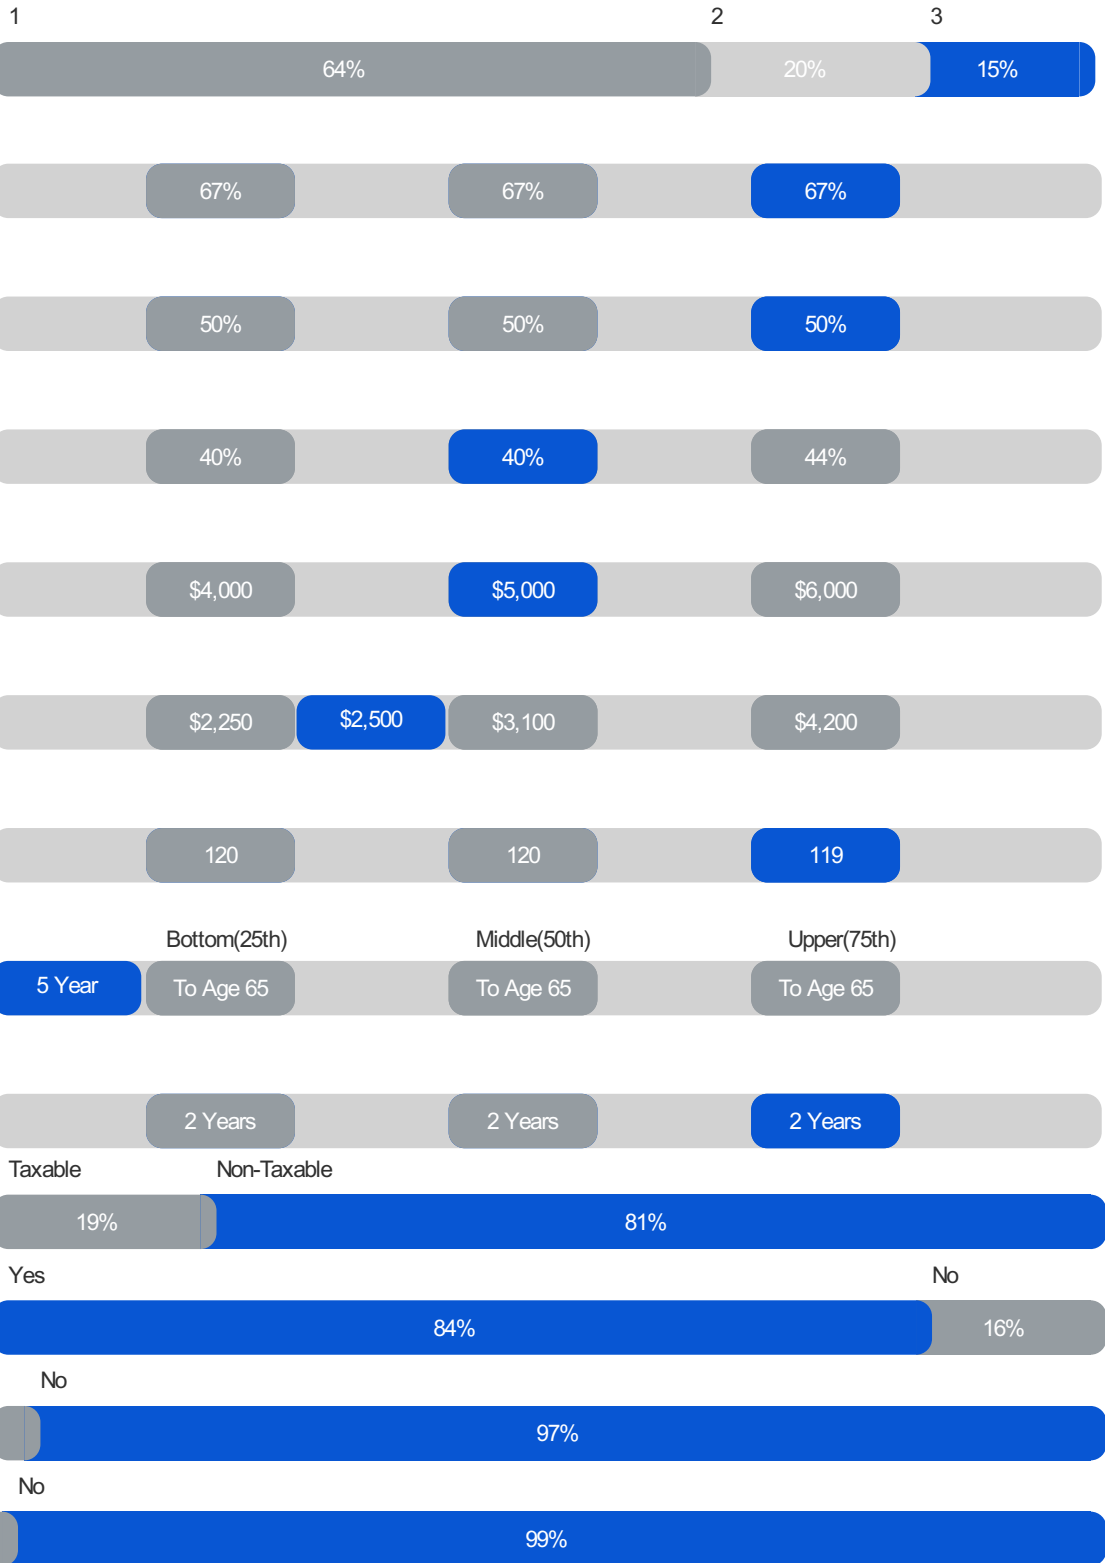 1 2 3
64% 20% 15%
67% 67% 67%
50% 50% 50%
40% 40% 44%
$4,000 $5,000 $6,000
$2,250 $2,500 $3,100 $4,200
120 120 119
Bottom(25th) Middle(50th) Upper(75th)
5 Year To Age 65 To Age 65 To Age 65
2 Years 2 Years 2 Years
Taxable Non-Taxable
19% 81%
Yes No
84% 16%
No
97%
No
99%